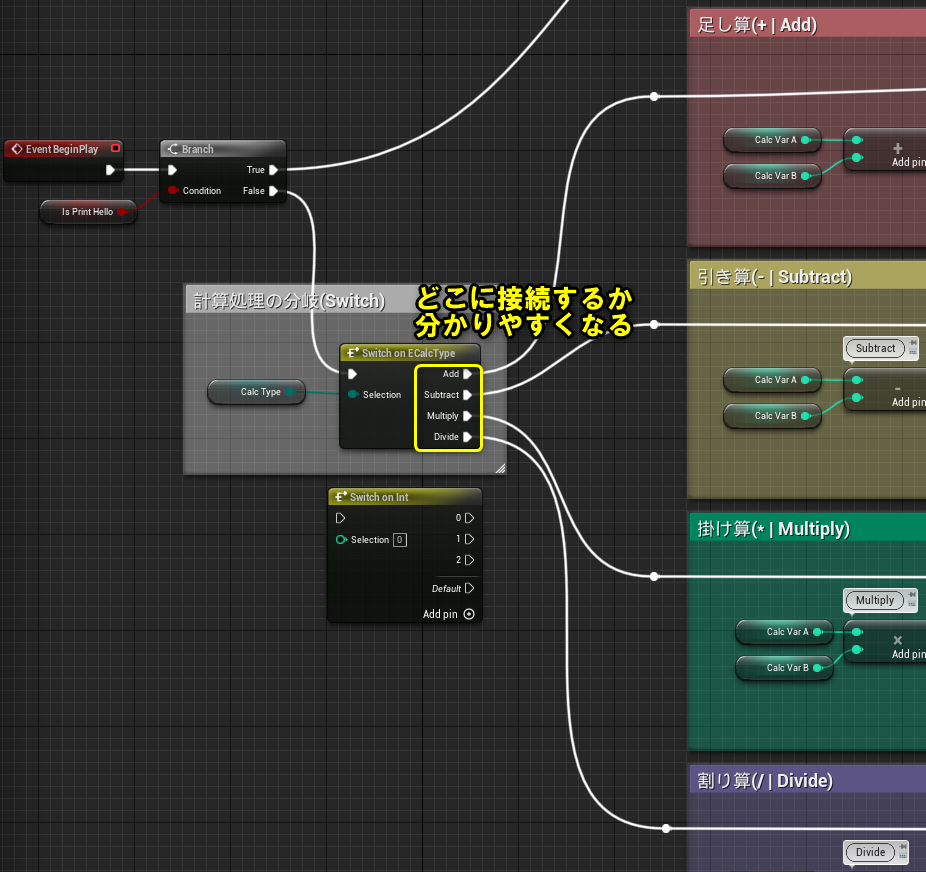 足し算(+ | Add)
Calc Var A
+
Add pin
Calc Var B
Event BeginPlay
Branch
True
Condition
False
Is Print Hello
引き算(- | Subtract)
計算処理の分岐(Switch)
どこに接続するか
分かりやすくなる
Subtract
Switch on ECalcType
Add
Calc Type
Selection
Subtract
Multiply
Divide
Calc Var A
-
Add pin
Calc Var B
Switch on Int
0
Selection 0
1
2
Default
Add pin
掛け算(* | Multiply)
Multiply
Calc Var A
×
Add pin
Calc Var B
割り算(/ | Divide)
Divide